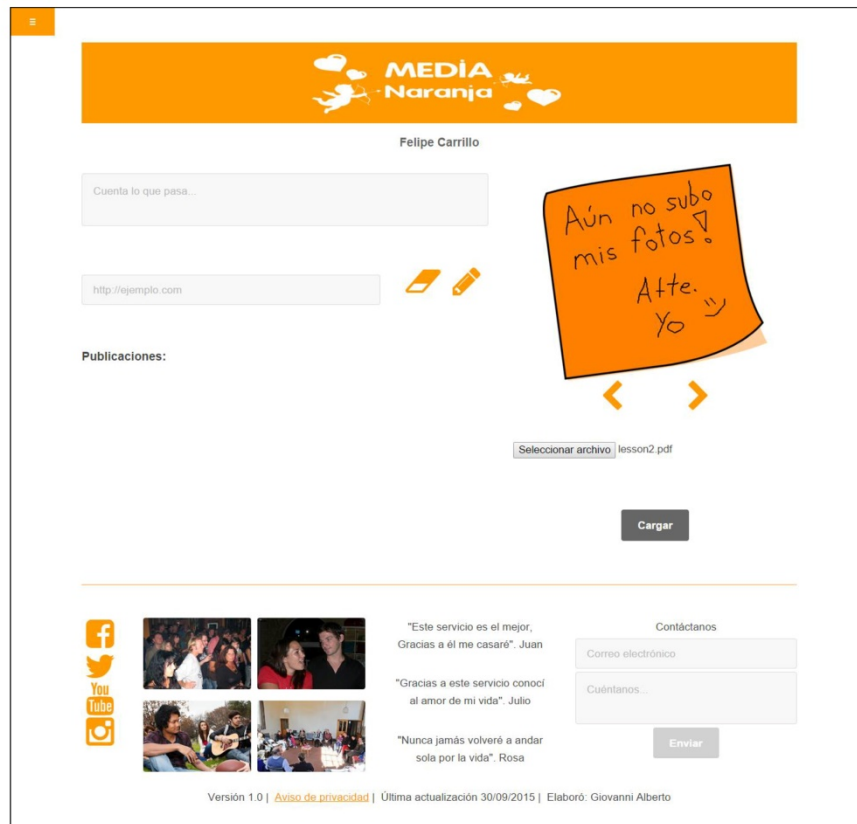 MEDIA
Naranja
Felipe Carrillo
Cuenta lo que pasa...
http://ejemplo.com
Publicaciones:
Aún no subo
mis fotos!
Atte.
Yo
Seleccionar archivo lesson2.pdf
Cargar
You
Tube
"Este servicio es el mejor,
Gracias a él me casaré". Juan
"Gracias a este servicio conocí
al amor de mi vida". Julio
"Nunca jamás volveré a andar
sola por la vida". Rosa
Contáctanos
Correo electrónico
Cuéntanos...
Enviar
Versión 1.0 | Aviso de privacidad | Última actualización 30/09/2015 | Elaboró: Giovanni Alberto